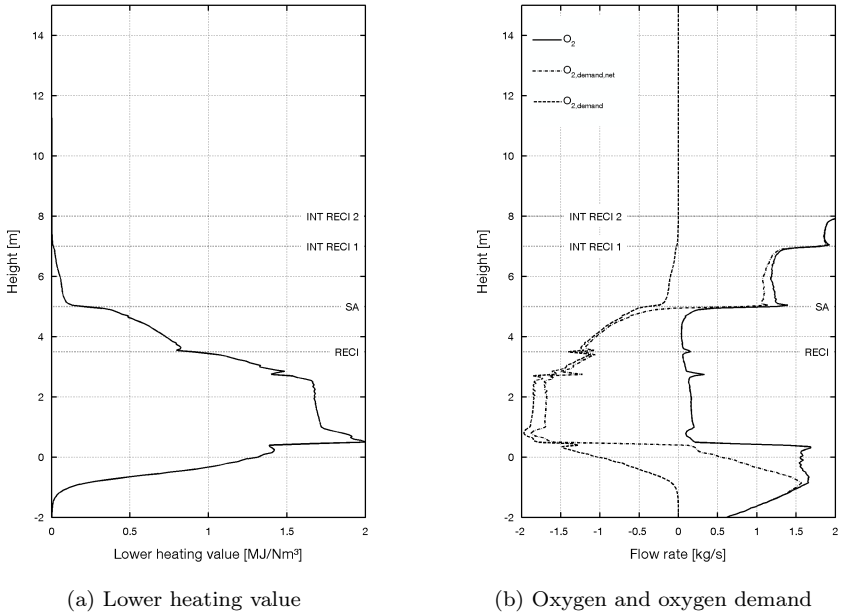 14
12
10
8
6
4
2
0
-2
Height [m]
INT RECI 2
INT RECI 1
SA
RECI
0
0.5
1
1.5
2
Lower heating value [MJ/Nm³]
(a) Lower heating value
14
12
10
8
6
4
2
0
-2
Height [m]
O2
O2,demand,net
O2,demand
INT RECI 2
INT RECI 1
SA
RECI
-2
-1.5
-1
-0.5
0
0.5
1
1.5
2
Flow rate [kg/s]
(b) Oxygen and oxygen demand